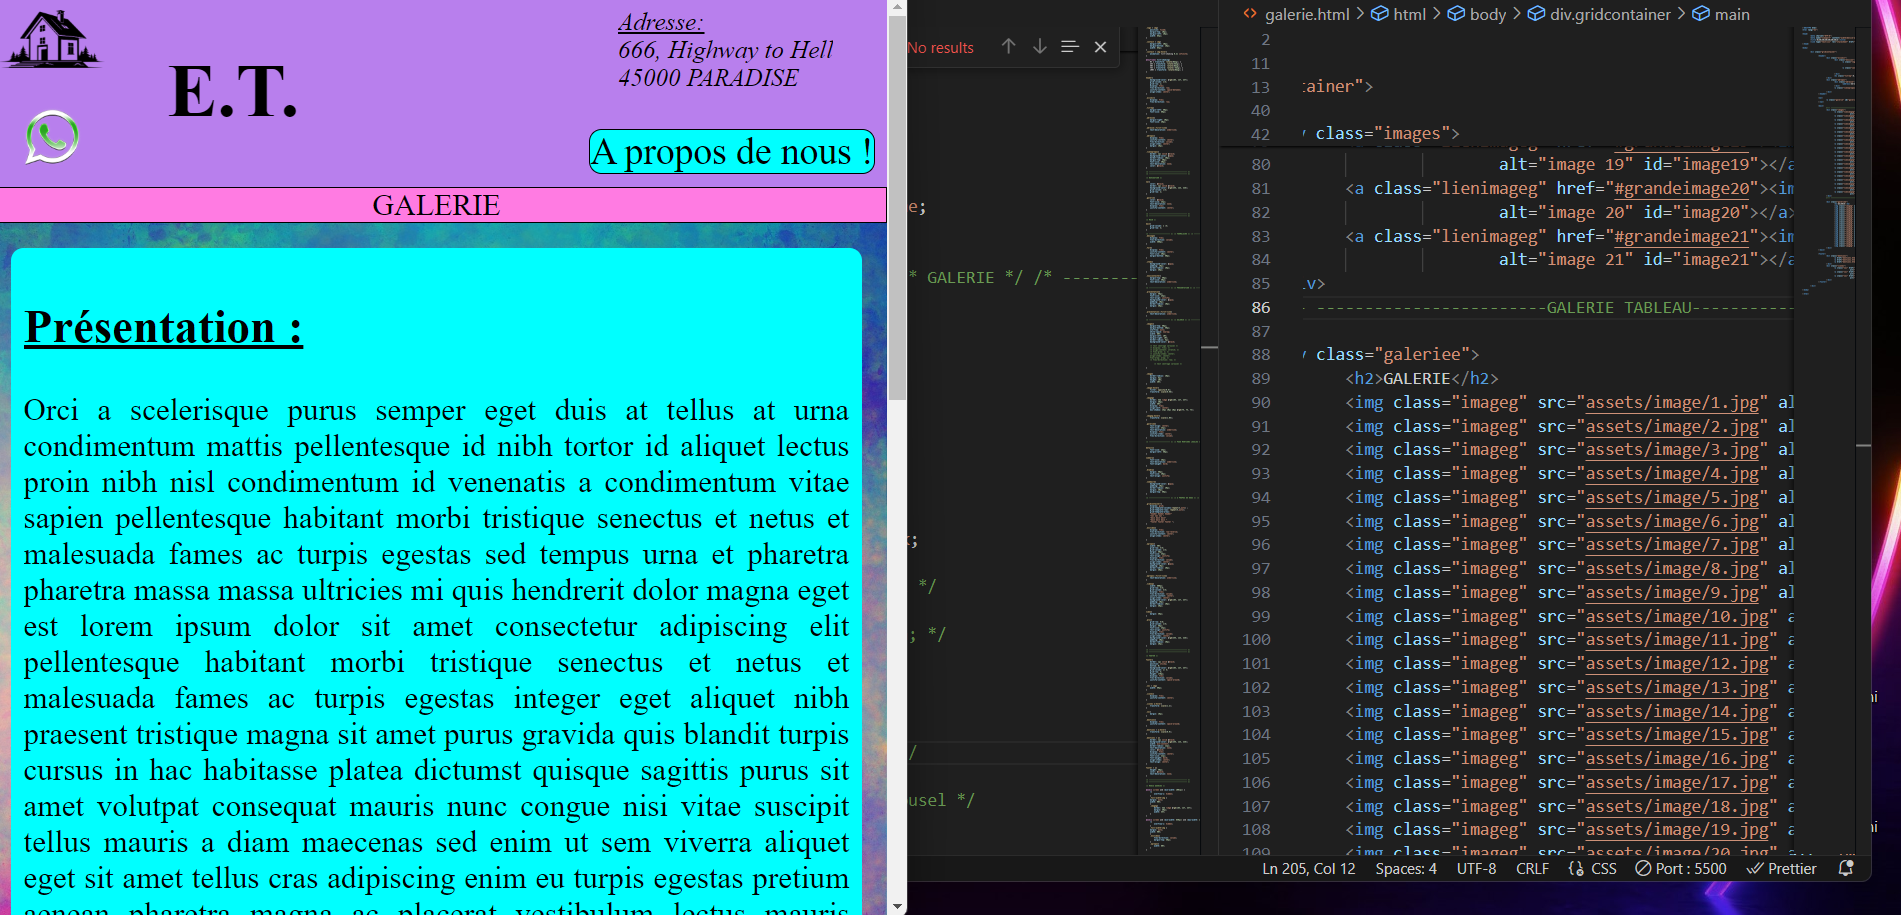 Adresse:
666, Highway to Hell
45000 PARADISE
E.T.
A propos de nous !
GALERIE
Présentation :
Orci a scelerisque purus semper eget duis at tellus at urna
condimentum mattis pellentesque id nibh tortor id aliquet lectus
proin nibh nisl condimentum id venenatis a condimentum vitae
sapien pellentesque habitant morbi tristique senectus et netus et
malesuada fames ac turpis egestas sed tempus urna et pharetra
pharetra massa massa ultricies mi quis hendrerit dolor magna eget
est lorem ipsum dolor sit amet consectetur adipiscing elit
pellentesque habitant morbi tristique senectus et netus et
malesuada fames ac turpis egestas integer eget aliquet nibh
praesent tristique magna sit amet purus gravida quis blandit turpis
cursus in hac habitasse platea dictumst quisque sagittis purus sit
amet volutpat consequat mauris nunc congue nisi vitae suscipit
tellus mauris a diam maecenas sed enim ut sem viverra aliquet
eget sit amet tellus cras adipiscing enim eu turpis egestas pretium
aenean pharetra magna ac placerat vestibulum lectus mauris
No results
e;
* GALERIE */ /* ---------
;
*/
; */
/
usel */
galerie.html > html > body > div.gridcontainer > main
2
11
13 tainer">
40
42 class="images">
80 alt="image 19" id="image19"></a
81 <a class="lienimageg" href="#grandeimage20"><im
82 alt="image 20" id="imag20"></a>
83 <a class="lienimageg" href="#grandeimage21"><im
84 alt="image 21" id="image21"></a
85 iv>
86 ------------------------GALERIE TABLEAU-----------
87
88 class="galeriee">
89 <h2>GALERIE</h2>
90 <img class="imageg" src="assets/image/1.jpg" al
91 <img class="imageg" src="assets/image/2.jpg" al
92 <img class="imageg" src="assets/image/3.jpg" al
93 <img class="imageg" src="assets/image/4.jpg" al
94 <img class="imageg" src="assets/image/5.jpg" al
95 <img class="imageg" src="assets/image/6.jpg" al
96 <img class="imageg" src="assets/image/7.jpg" al
97 <img class="imageg" src="assets/image/8.jpg" al
98 <img class="imageg" src="assets/image/9.jpg" al
99 <img class="imageg" src="assets/image/10.jpg" a
100 <img class="imageg" src="assets/image/11.jpg" a
101 <img class="imageg" src="assets/image/12.jpg" a
102 <img class="imageg" src="assets/image/13.jpg" a
103 <img class="imageg" src="assets/image/14.jpg" a
104 <img class="imageg" src="assets/image/15.jpg" a
105 <img class="imageg" src="assets/image/16.jpg" a
106 <img class="imageg" src="assets/image/17.jpg" a
107 <img class="imageg" src="assets/image/18.jpg" a
108 <img class="imageg" src="assets/image/19.jpg" a
109 <img class="imageg" src="assets/image/20.jpg" a
Ln 205, Col 12 Spaces: 4 UTF-8 CRLF {} CSS Port : 5500 Prettier